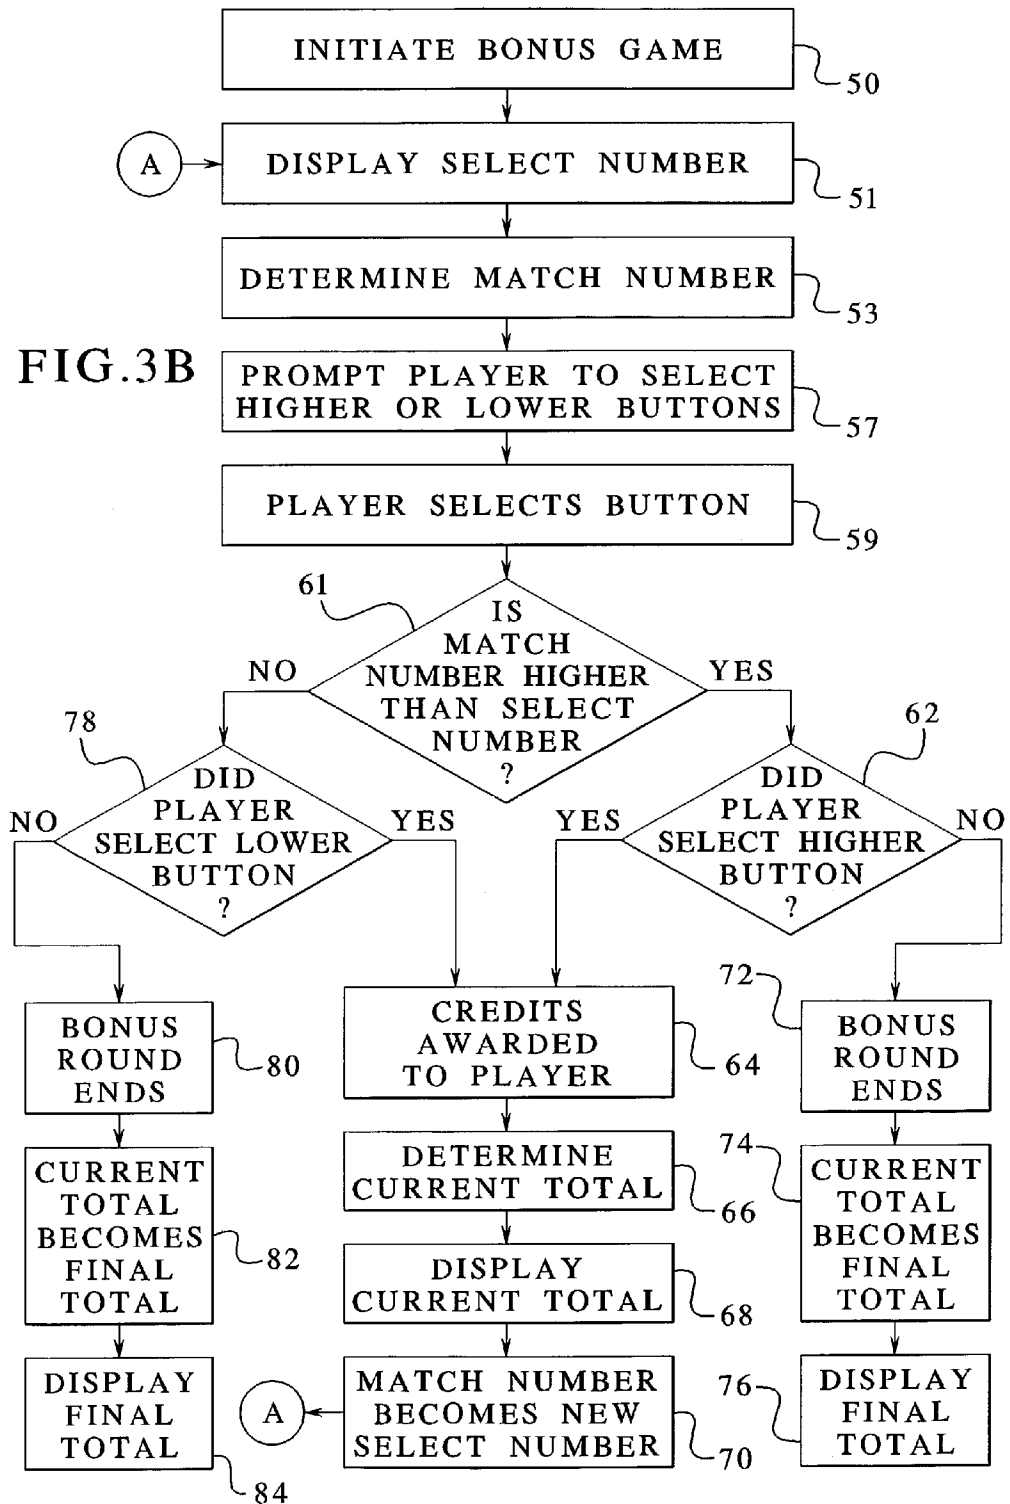 INITIATE BONUS GAME
50
A
DISPLAY SELECT NUMBER
51
DETERMINE MATCH NUMBER
53
FIG.3B
PROMPT PLAYER TO SELECT
HIGHER OR LOWER BUTTONS
57
PLAYER SELECTS BUTTON
59
61
IS
MATCH
NUMBER HIGHER
THAN SELECT
NUMBER
?
NO
YES
78
DID
PLAYER
SELECT LOWER
BUTTON
?
NO
YES
62
DID
PLAYER
SELECT HIGHER
BUTTON
?
YES
NO
BONUS
ROUND
ENDS
80
CURRENT
TOTAL
BECOMES
FINAL
TOTAL
82
DISPLAY
FINAL
TOTAL
84
CREDITS
AWARDED
TO PLAYER
64
DETERMINE
CURRENT TOTAL
66
DISPLAY
CURRENT TOTAL
68
MATCH NUMBER
BECOMES NEW
SELECT NUMBER
70
A
72
BONUS
ROUND
ENDS
74
CURRENT
TOTAL
BECOMES
FINAL
TOTAL
76
DISPLAY
FINAL
TOTAL